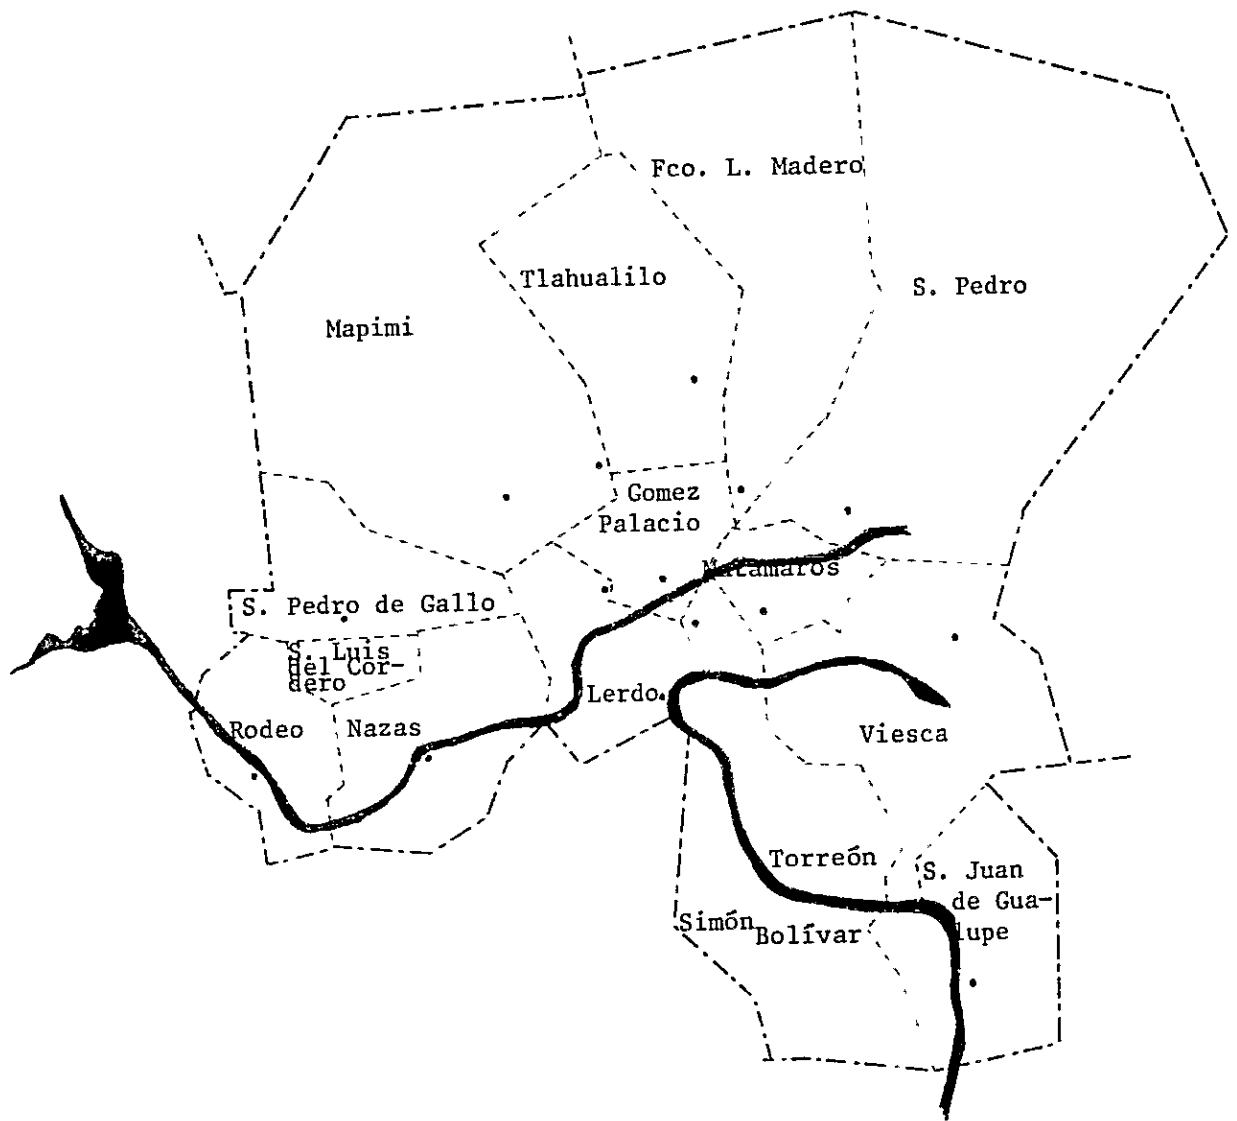 Fco. L. Madero
Tlahualilo
S. Pedro
Mapimi
Gomez
Palacio
Matamaros
S. Pedro de Gallo
S. Luis
del Cor-
dero
Lerdo
Rodeo
Nazas
Viesca
Torreón
S. Juan
de Gua-
lupe
Simón
Bolívar